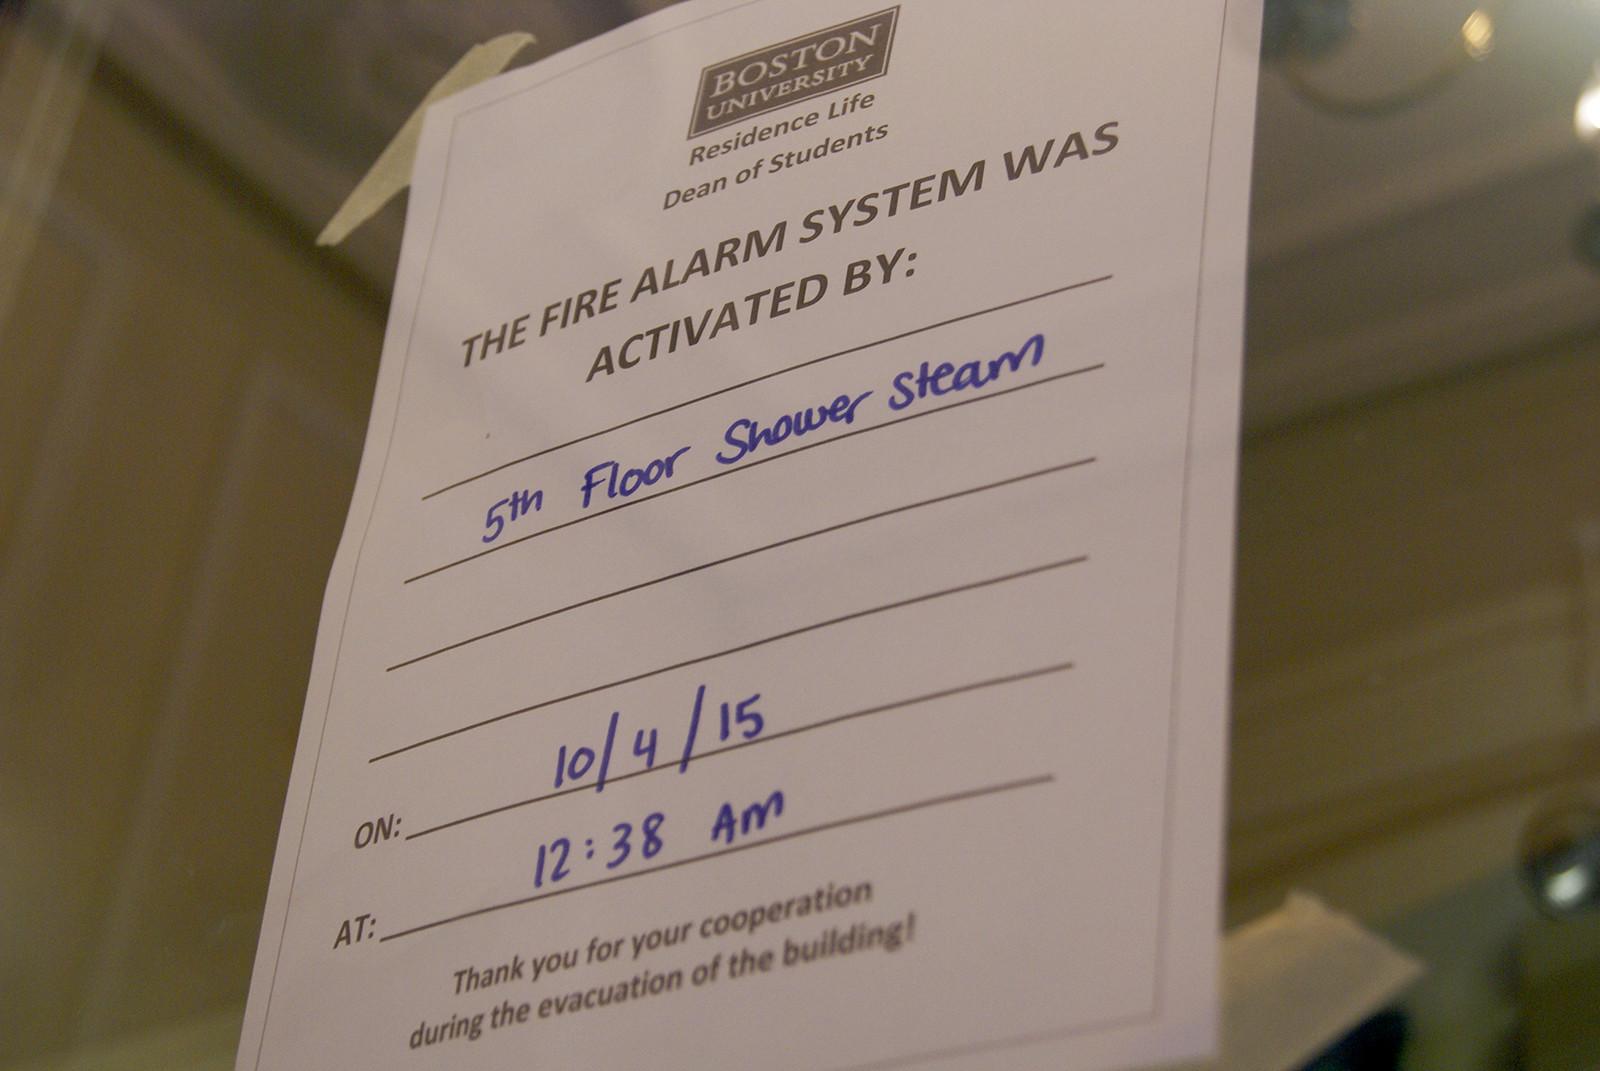 BOSTON
UNIVERSITY
Residence Life
Dean of Students
THE FIRE ALARM SYSTEM WAS
ACTIVATED BY:
5th Floor Shower Steam
ON: 10/4/15
AT: 12:38 Am
Thank you for your cooperation
during the evacuation of the building!